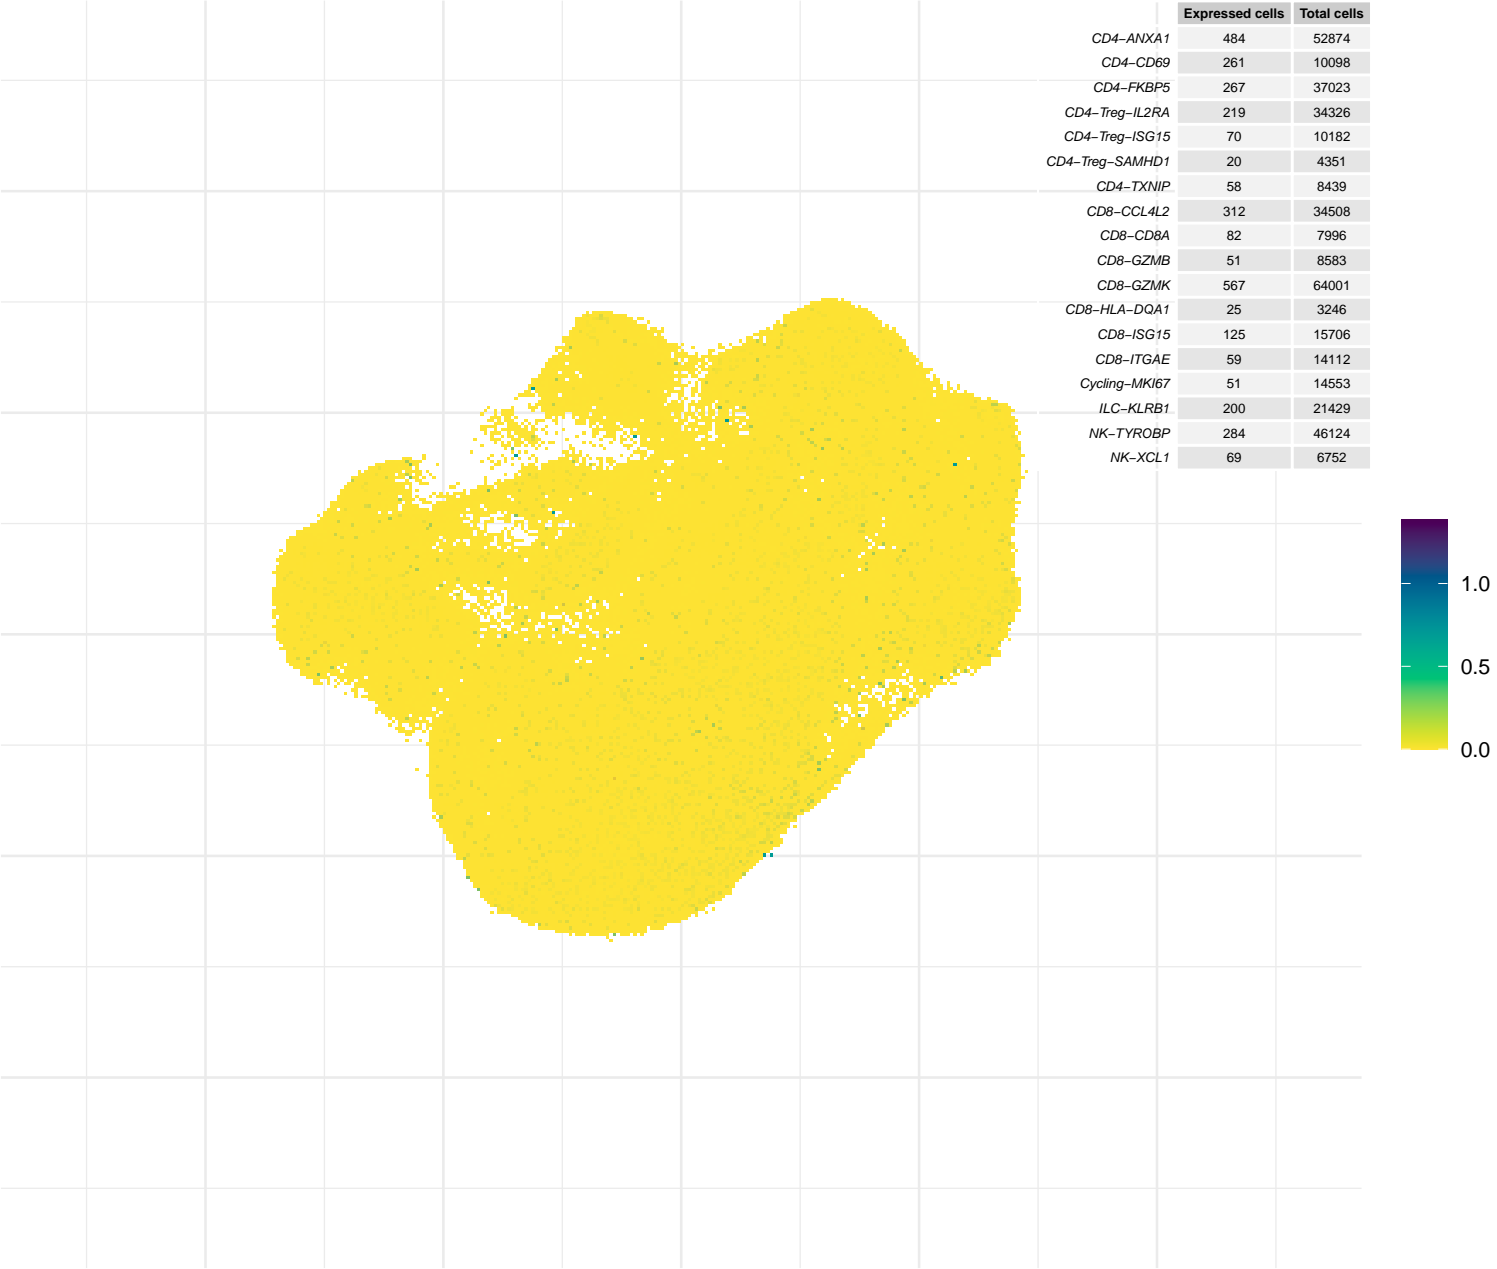 Expressed cells Total cells
CD4−ANXA1 484 52874
CD4−CD69 261 10098
CD4−FKBP5 267 37023
CD4−Treg−IL2RA 219 34326
CD4−Treg−ISG15 70 10182
CD4−Treg−SAMHD1 20 4351
CD4−TXNIP 58 8439
CD8−CCL4L2 312 34508
CD8−CD8A 82 7996
CD8−GZMB 51 8583
CD8−GZMK 567 64001
CD8−HLA−DQA1 25 3246
CD8−ISG15 125 15706
CD8−ITGAE 59 14112
Cycling−MKI67 51 14553
ILC−KLRB1 200 21429
NK−TYROBP 284 46124
NK−XCL1 69 6752
1.0
0.5
0.0